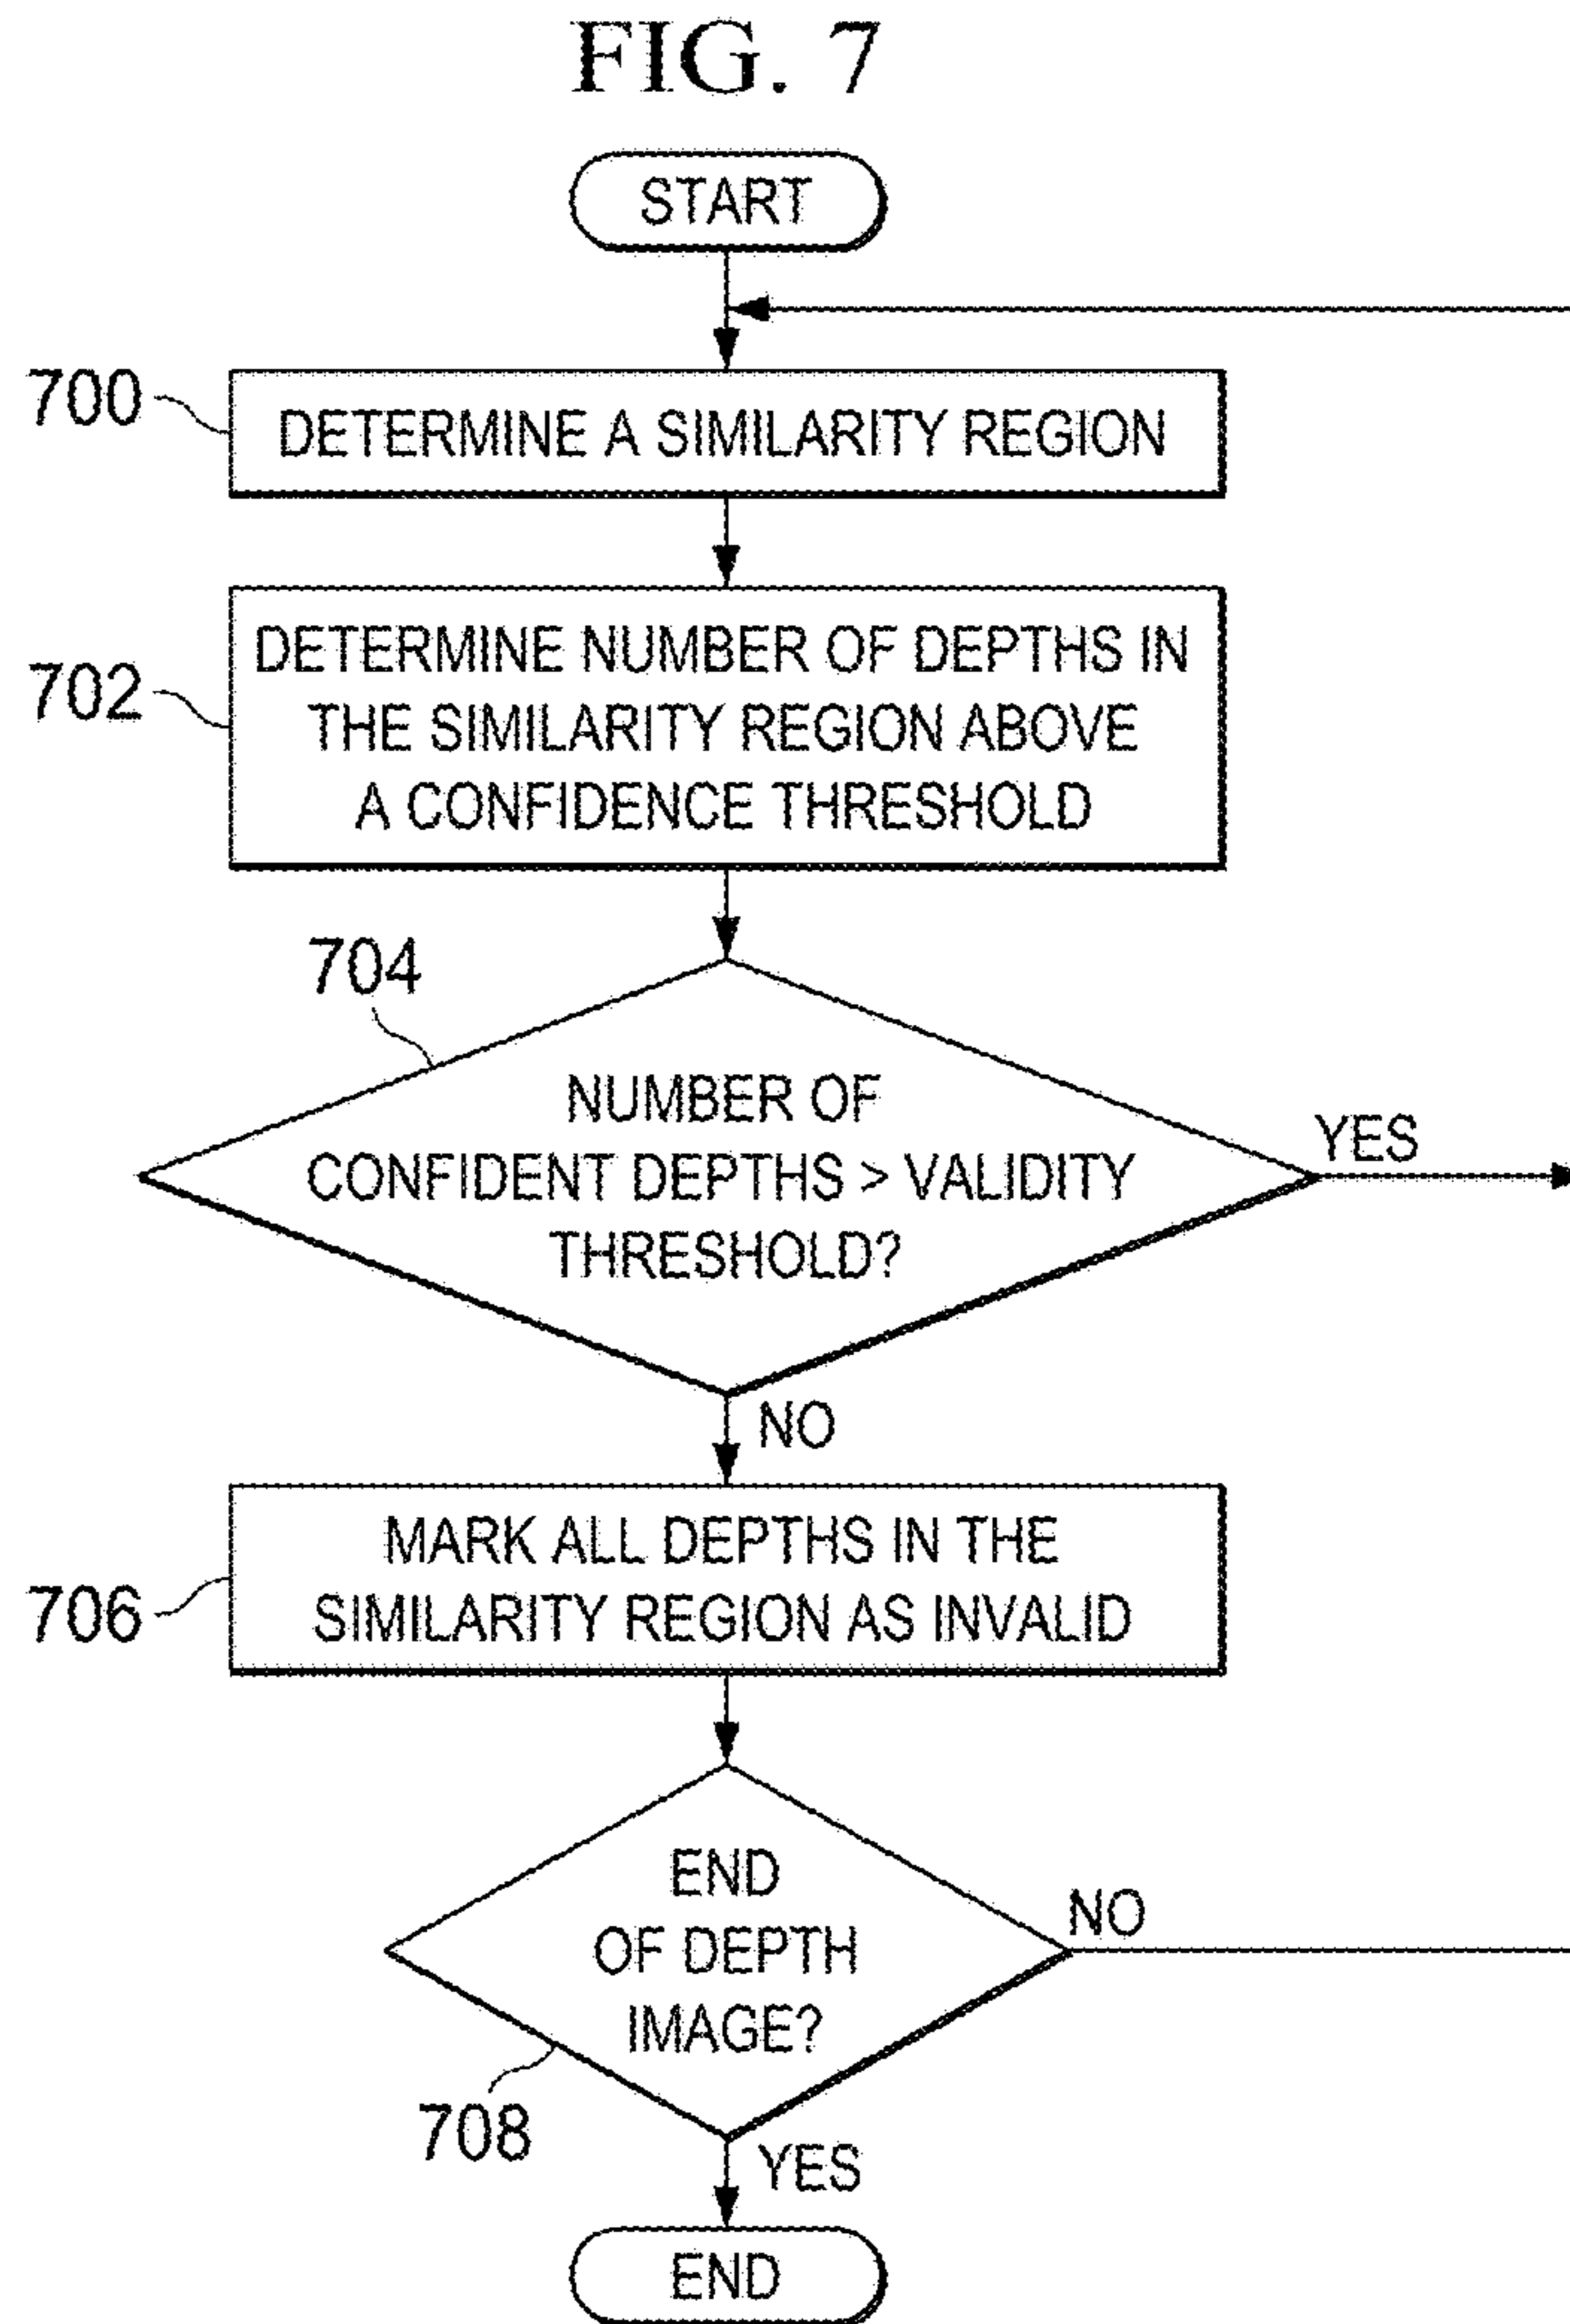 FIG. 7
START
700
DETERMINE A SIMILARITY REGION
702
DETERMINE NUMBER OF DEPTHS IN
THE SIMILARITY REGION ABOVE
A CONFIDENCE THRESHOLD
704
NUMBER OF
CONFIDENT DEPTHS > VALIDITY
THRESHOLD?
YES
NO
706
MARK ALL DEPTHS IN THE
SIMILARITY REGION AS INVALID
END
OF DEPTH
IMAGE?
NO
708
YES
END